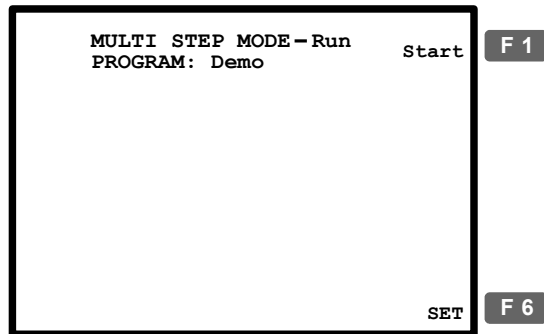 MULTI STEP MODE-Run
PROGRAM: Demo
Start
F 1
SET
F 6